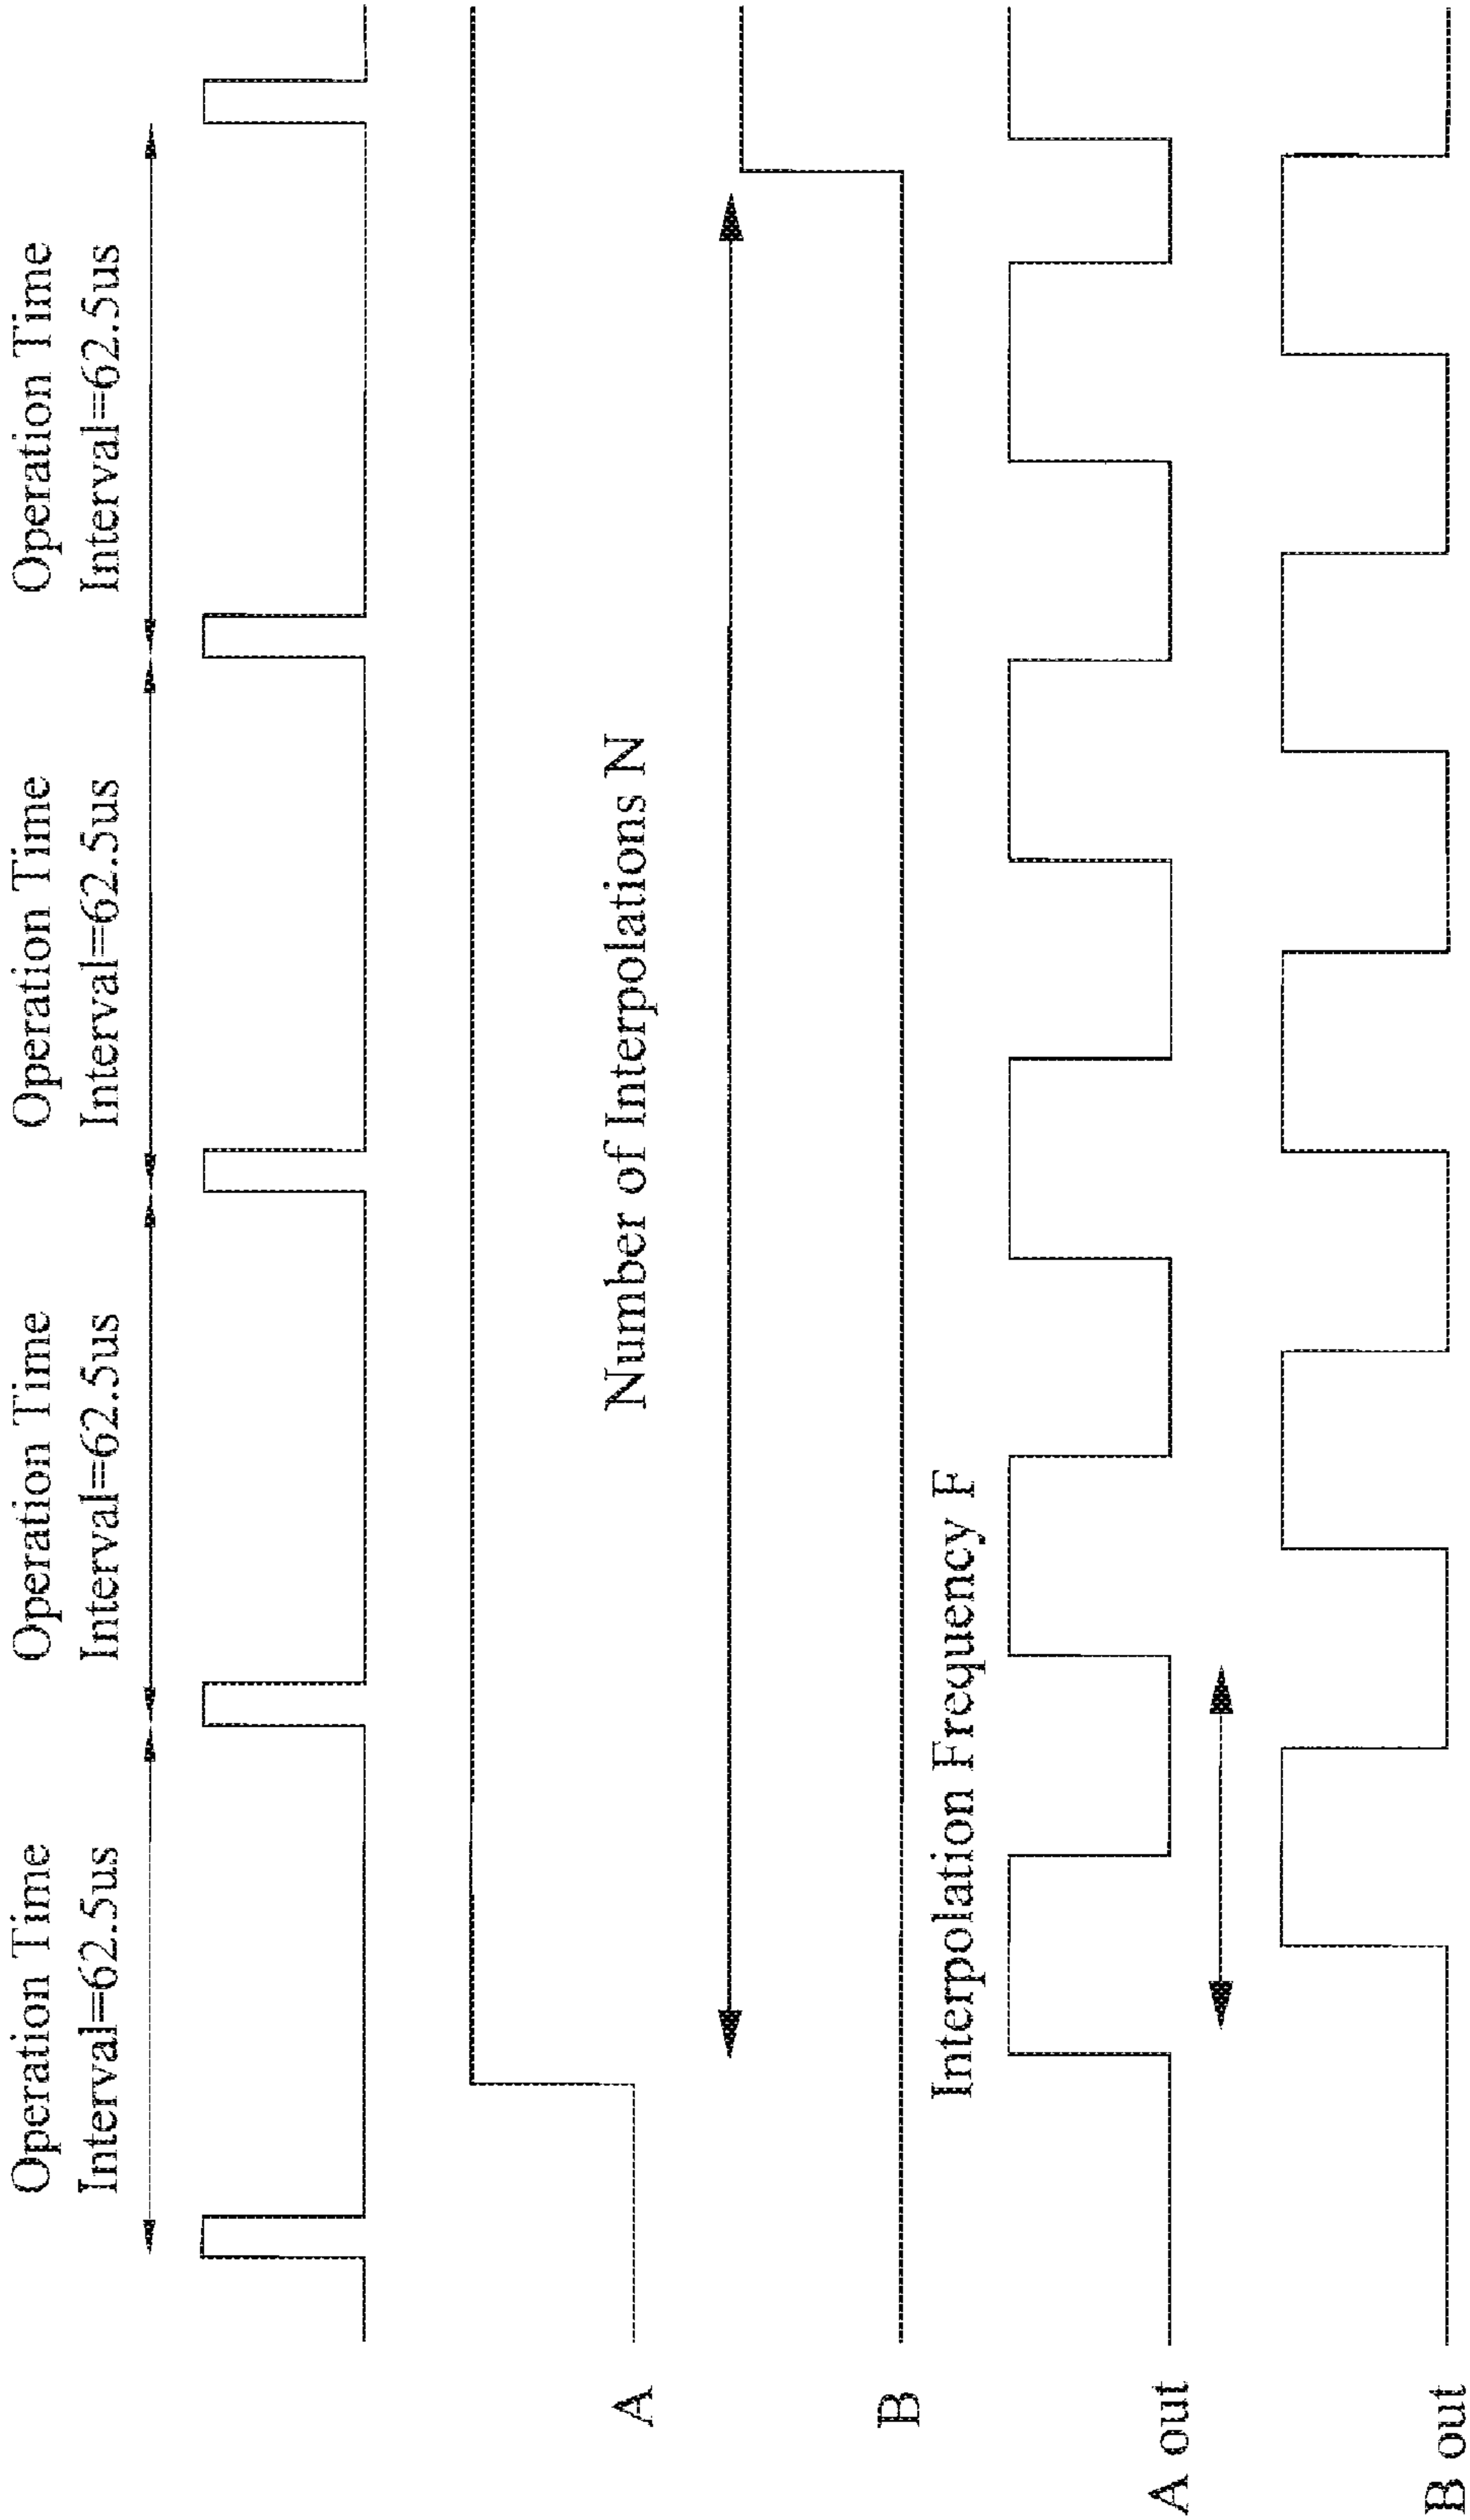 Operation Time
Interval=62.5us
Operation Time
Interval=62.5us
Operation Time
Interval=62.5us
Operation Time
Interval=62.5us
A
Number of Interpolations N
B
Interpolation Frequency F
A out
B out